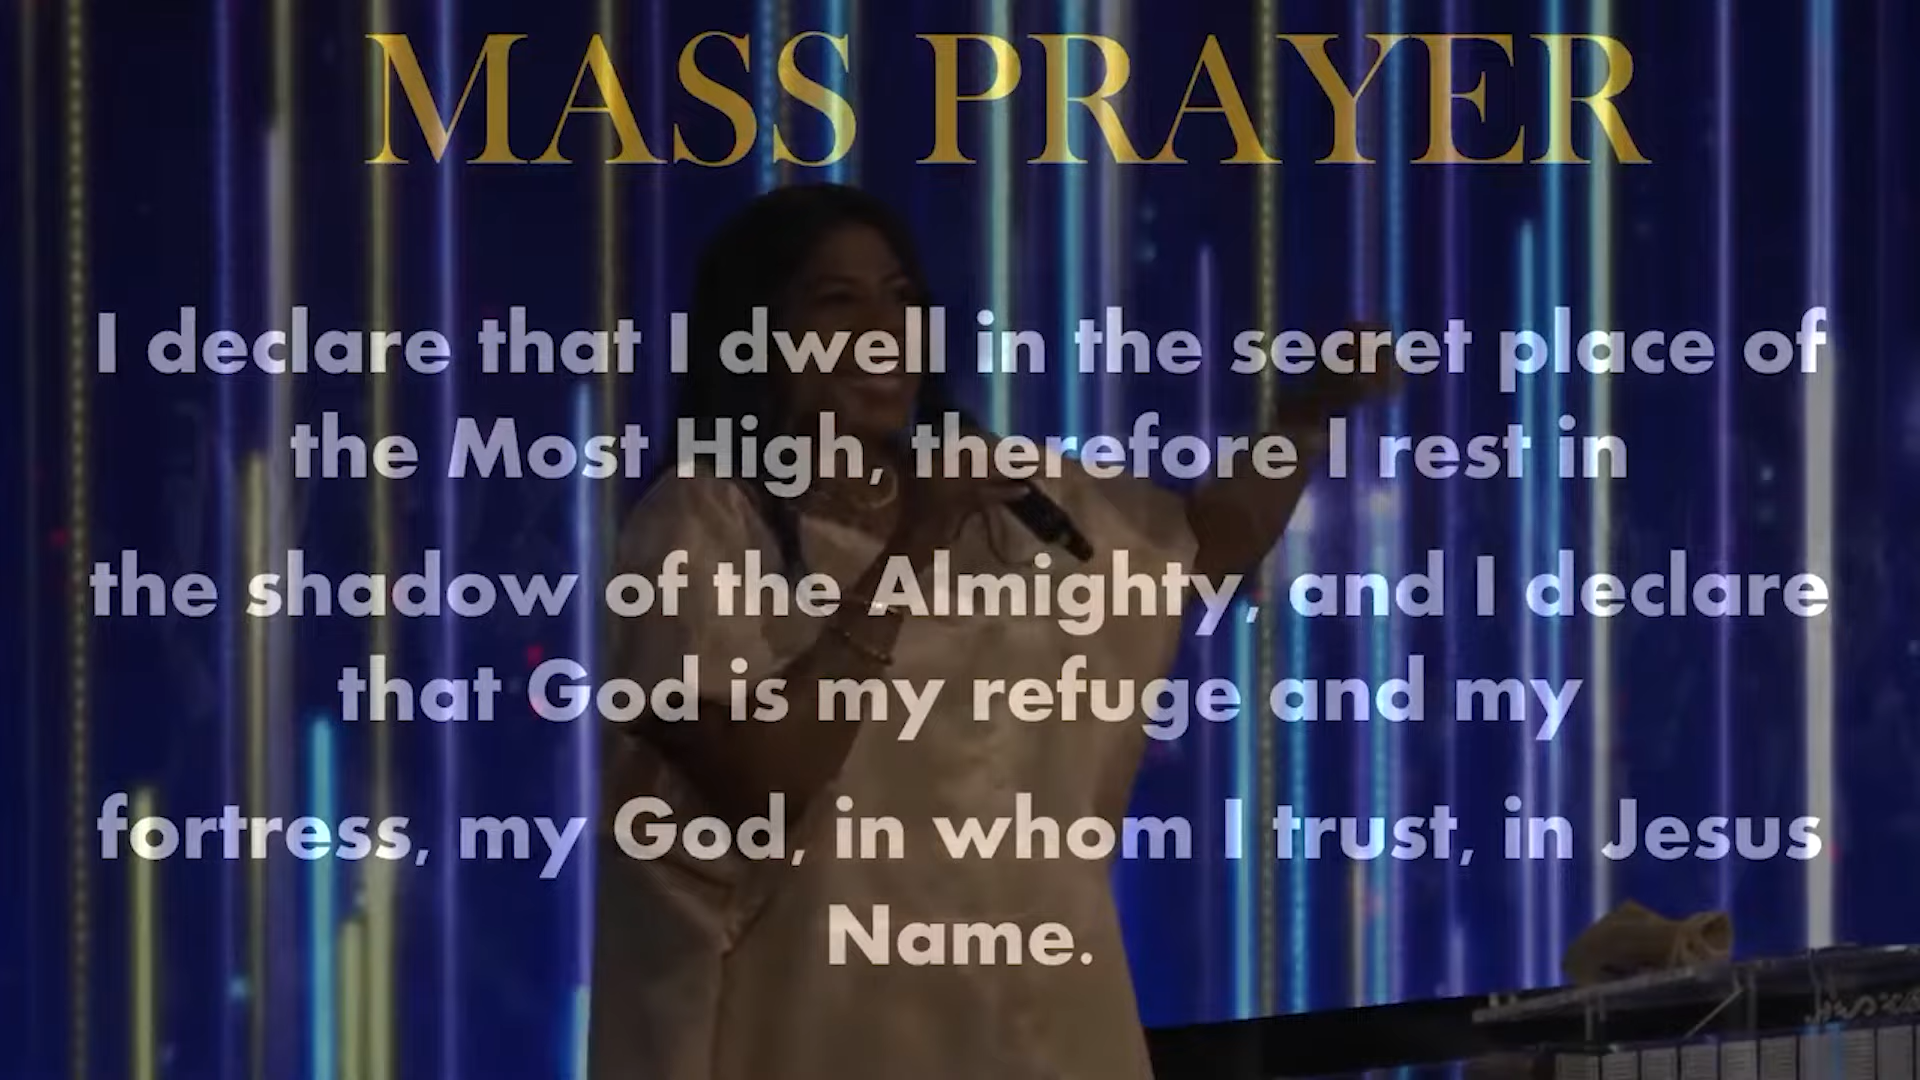 MASS PRAYER
I declare that I dwell in the secret place of
the Most High, therefore I rest in
the shadow of the Almighty, and I declare
that God is my refuge and my
fortress, my God, in whom I trust, in Jesus
Name.